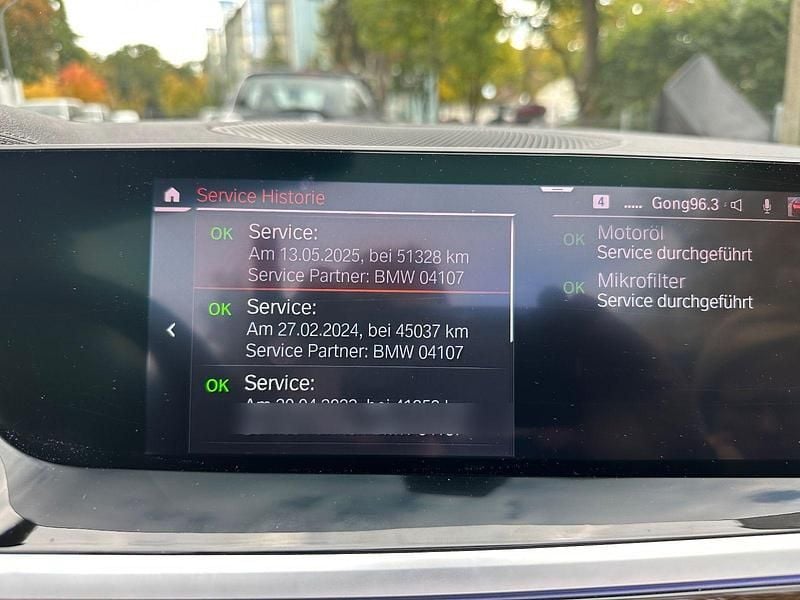 Service Historie
4 ..... Gong96.3
OK Service:
Am 13.05.2025, bei 51328 km
Service Partner: BMW 04107
OK Service:
Am 27.02.2024, bei 45037 km
Service Partner: BMW 04107
OK Service:
OK Motoröl
Service durchgeführt
OK Mikrofilter
Service durchgeführt